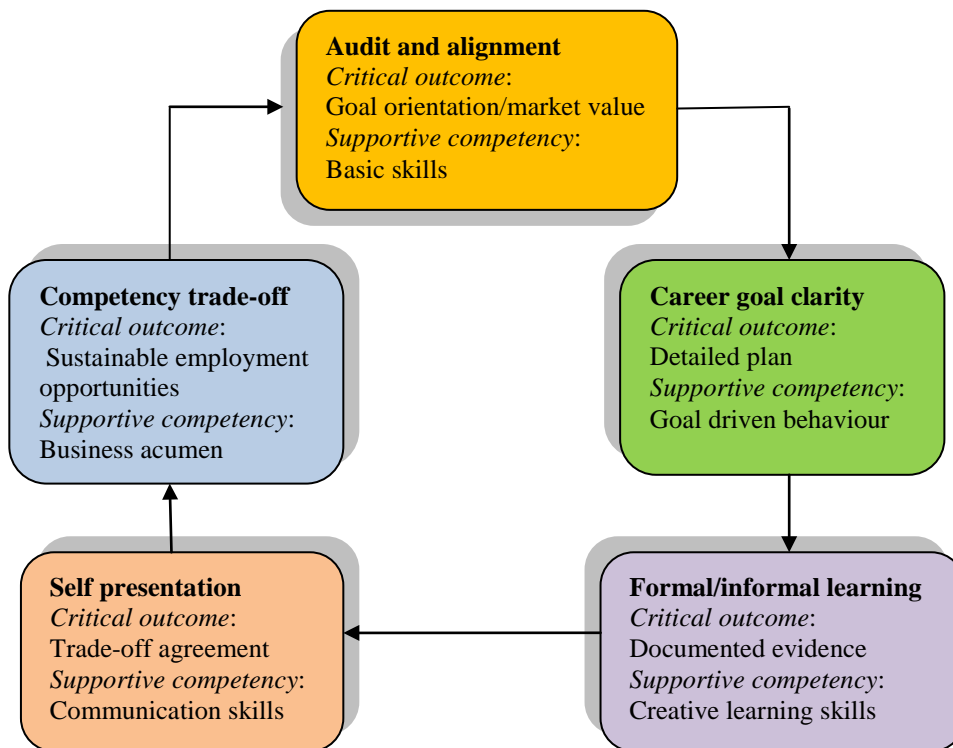 Audit and alignment
Critical outcome:
Goal orientation/market value
Supportive competency:
Basic skills
Competency trade-off
Critical outcome:
Sustainable employment
opportunities
Supportive competency:
Business acumen
Career goal clarity
Critical outcome:
Detailed plan
Supportive competency:
Goal driven behaviour
Self presentation
Critical outcome:
Trade-off agreement
Supportive competency:
Communication skills
Formal/informal learning
Critical outcome:
Documented evidence
Supportive competency:
Creative learning skills